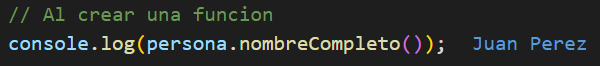 // Al crear una funcion
console.log(persona.nombreCompleto()); Juan Perez